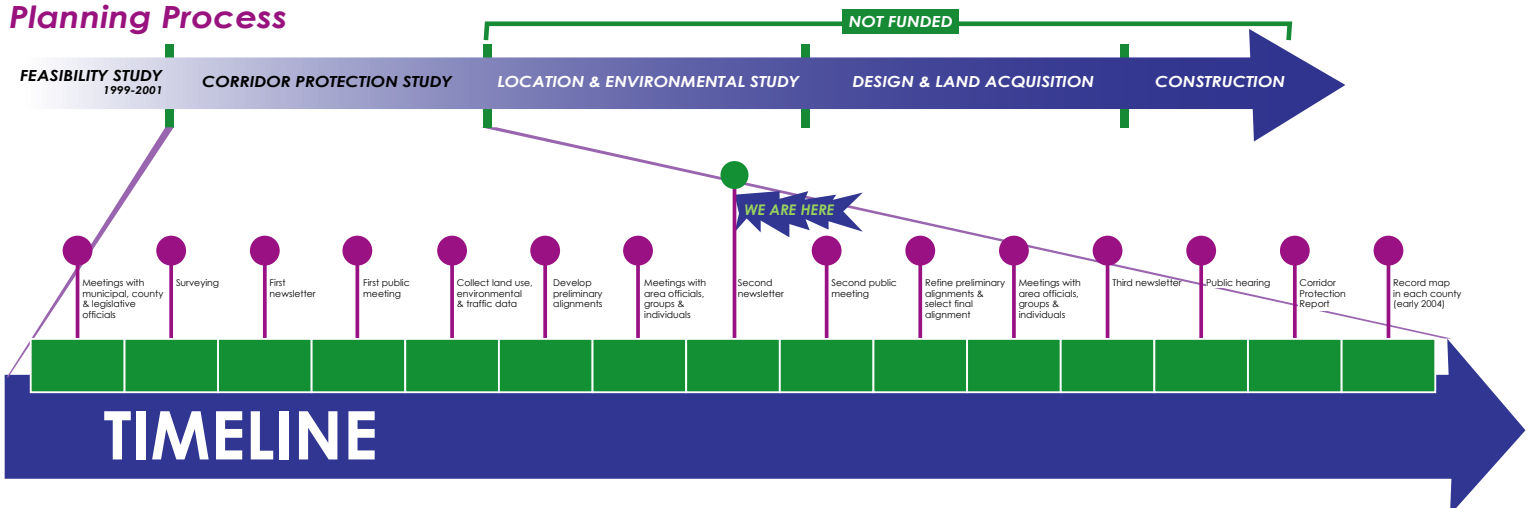 Planning Process
NOT FUNDED
FEASIBILITY STUDY
1999-2001
CORRIDOR PROTECTION STUDY
LOCATION & ENVIRONMENTAL STUDY
DESIGN & LAND ACQUISITION
CONSTRUCTION
WE ARE HERE
Meetings with
municipal, county
& legislative
officials
Surveying
First
newsletter
First public
meeting
Collect land use,
environmental
& traffic data
Develop
preliminary
alignments
Meetings with
area officials,
groups &
individuals
Second
newsletter
Second public
meeting
Refine preliminary
alignments &
select final
alignment
Meetings with
area officials,
groups &
individuals
Third newsletter
Public hearing
Corridor
Protection
Report
Record map
in each county
(early 2004)
TIMELINE